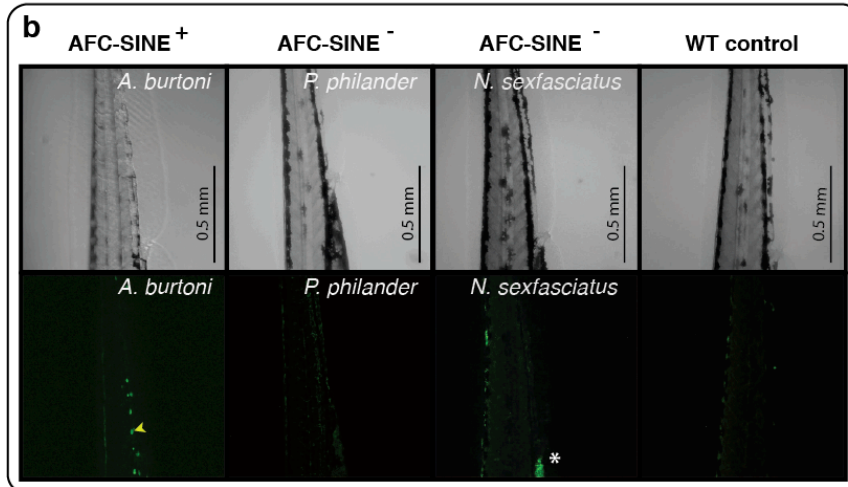 b
AFC-SINE + AFC-SINE - AFC-SINE - WT control
A. burtoni P. philander N. sexfasciatus
0.5 mm 0.5 mm 0.5 mm 0.5 mm
A. burtoni P. philander N. sexfasciatus
*